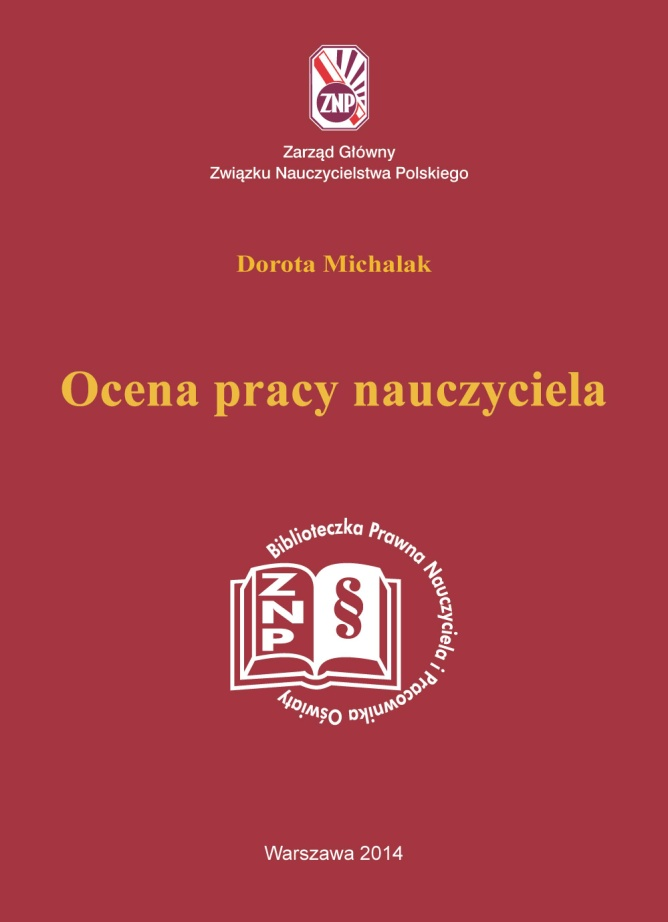 ZNP
Zarząd Główny
Związku Nauczycielstwa Polskiego
Dorota Michalak
Ocena pracy nauczyciela
Biblioteczka Prawna Nauczyciela i Pracownika Oświaty
ZNP
§
Warszawa 2014